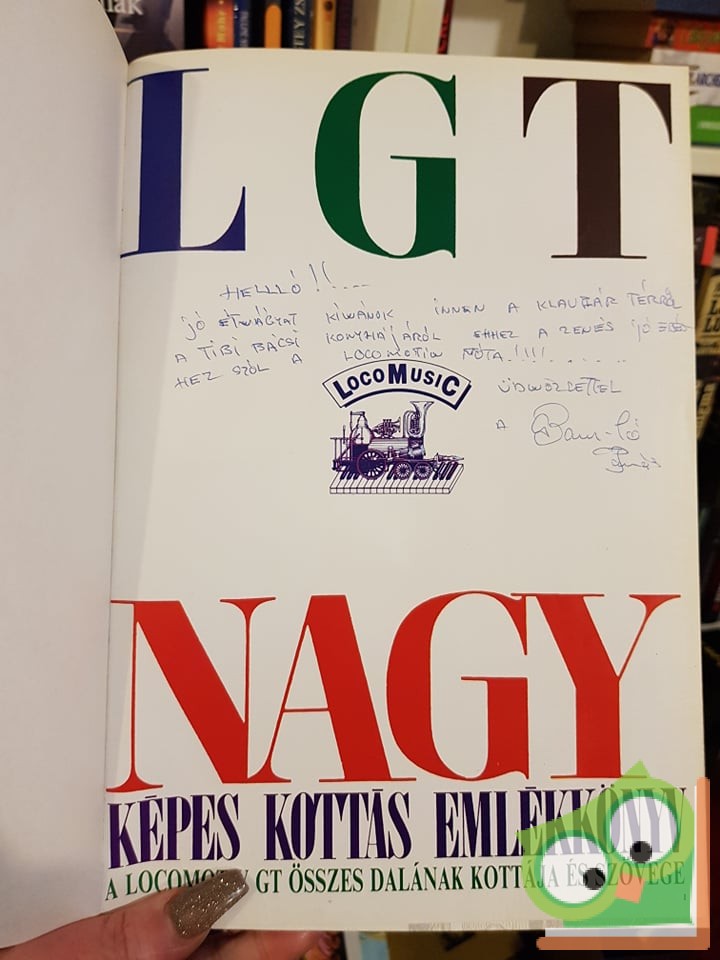 L G T
HELLÓ!!....
JÓ ÉTVÁGYAT KÍVÁNOK INNEN A KLAUZÁR TÉRRŐL
A TIBI BÁCSI KONYHÁJÁRÓL EHHEZ A ZENÉS JÓ EBÉD
HEZ SZÓL A LOCOMOTIV NÓTA.!!!!......
ÜDVÖZLETTEL
A
LOCOMUSIC
NAGY
KÉPES KOTTÁS EMLÉKKÖNYV
A LOCOMOTIV GT ÖSSZES DALÁNAK KOTTÁJA ÉS SZÖVEGE